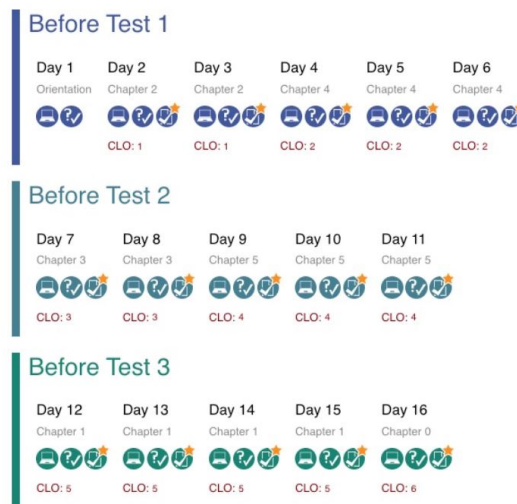 Before Test 1
Day 1 Day 2 Day 3 Day 4 Day 5 Day 6
Orientation Chapter 2 Chapter 2 Chapter 4 Chapter 4 Chapter 4
CLO: 1 CLO: 1 CLO: 2 CLO: 2 CLO: 2
Before Test 2
Day 7 Day 8 Day 9 Day 10 Day 11
Chapter 3 Chapter 3 Chapter 5 Chapter 5 Chapter 5
CLO: 3 CLO: 3 CLO: 4 CLO: 4 CLO: 4
Before Test 3
Day 12 Day 13 Day 14 Day 15 Day 16
Chapter 1 Chapter 1 Chapter 1 Chapter 1 Chapter 0
CLO: 5 CLO: 5 CLO: 5 CLO: 5 CLO: 6